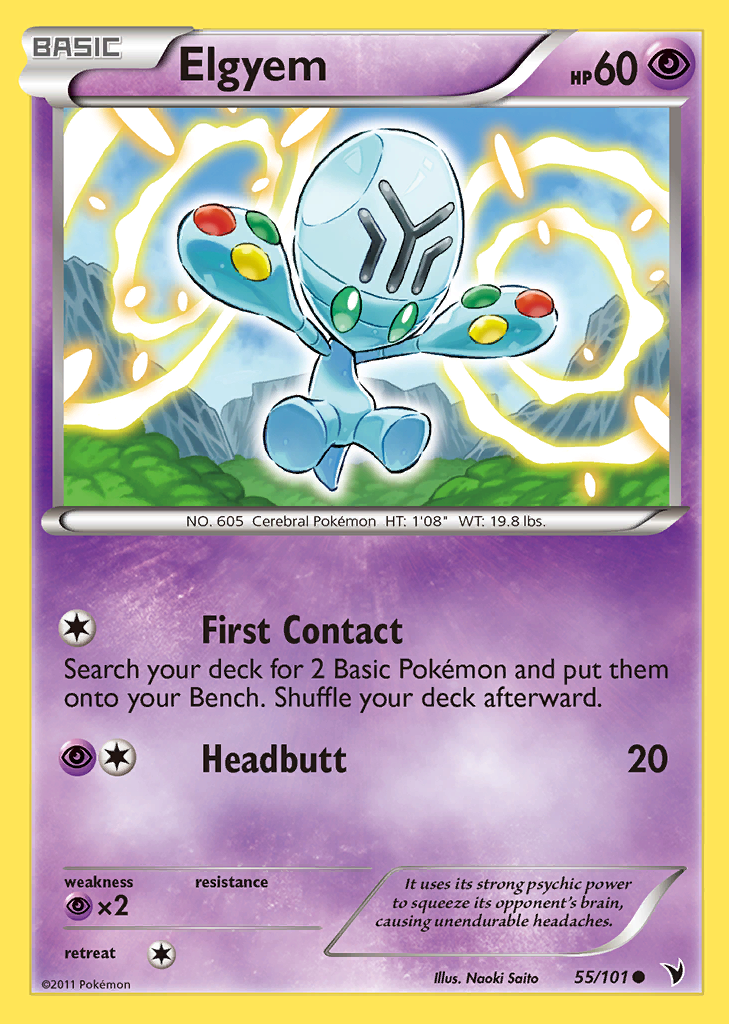 BASIC
Elgyem
HP 60
NO. 605 Cerebral Pokémon HT: 1'08" WT: 19.8 lbs.
First Contact
Search your deck for 2 Basic Pokémon and put them
onto your Bench. Shuffle your deck afterward.
Headbutt 20
weakness resistance
×2
retreat
It uses its strong psychic power
to squeeze its opponent's brain,
causing unendurable headaches.
©2011 Pokémon
Illus. Naoki Saito
55/101